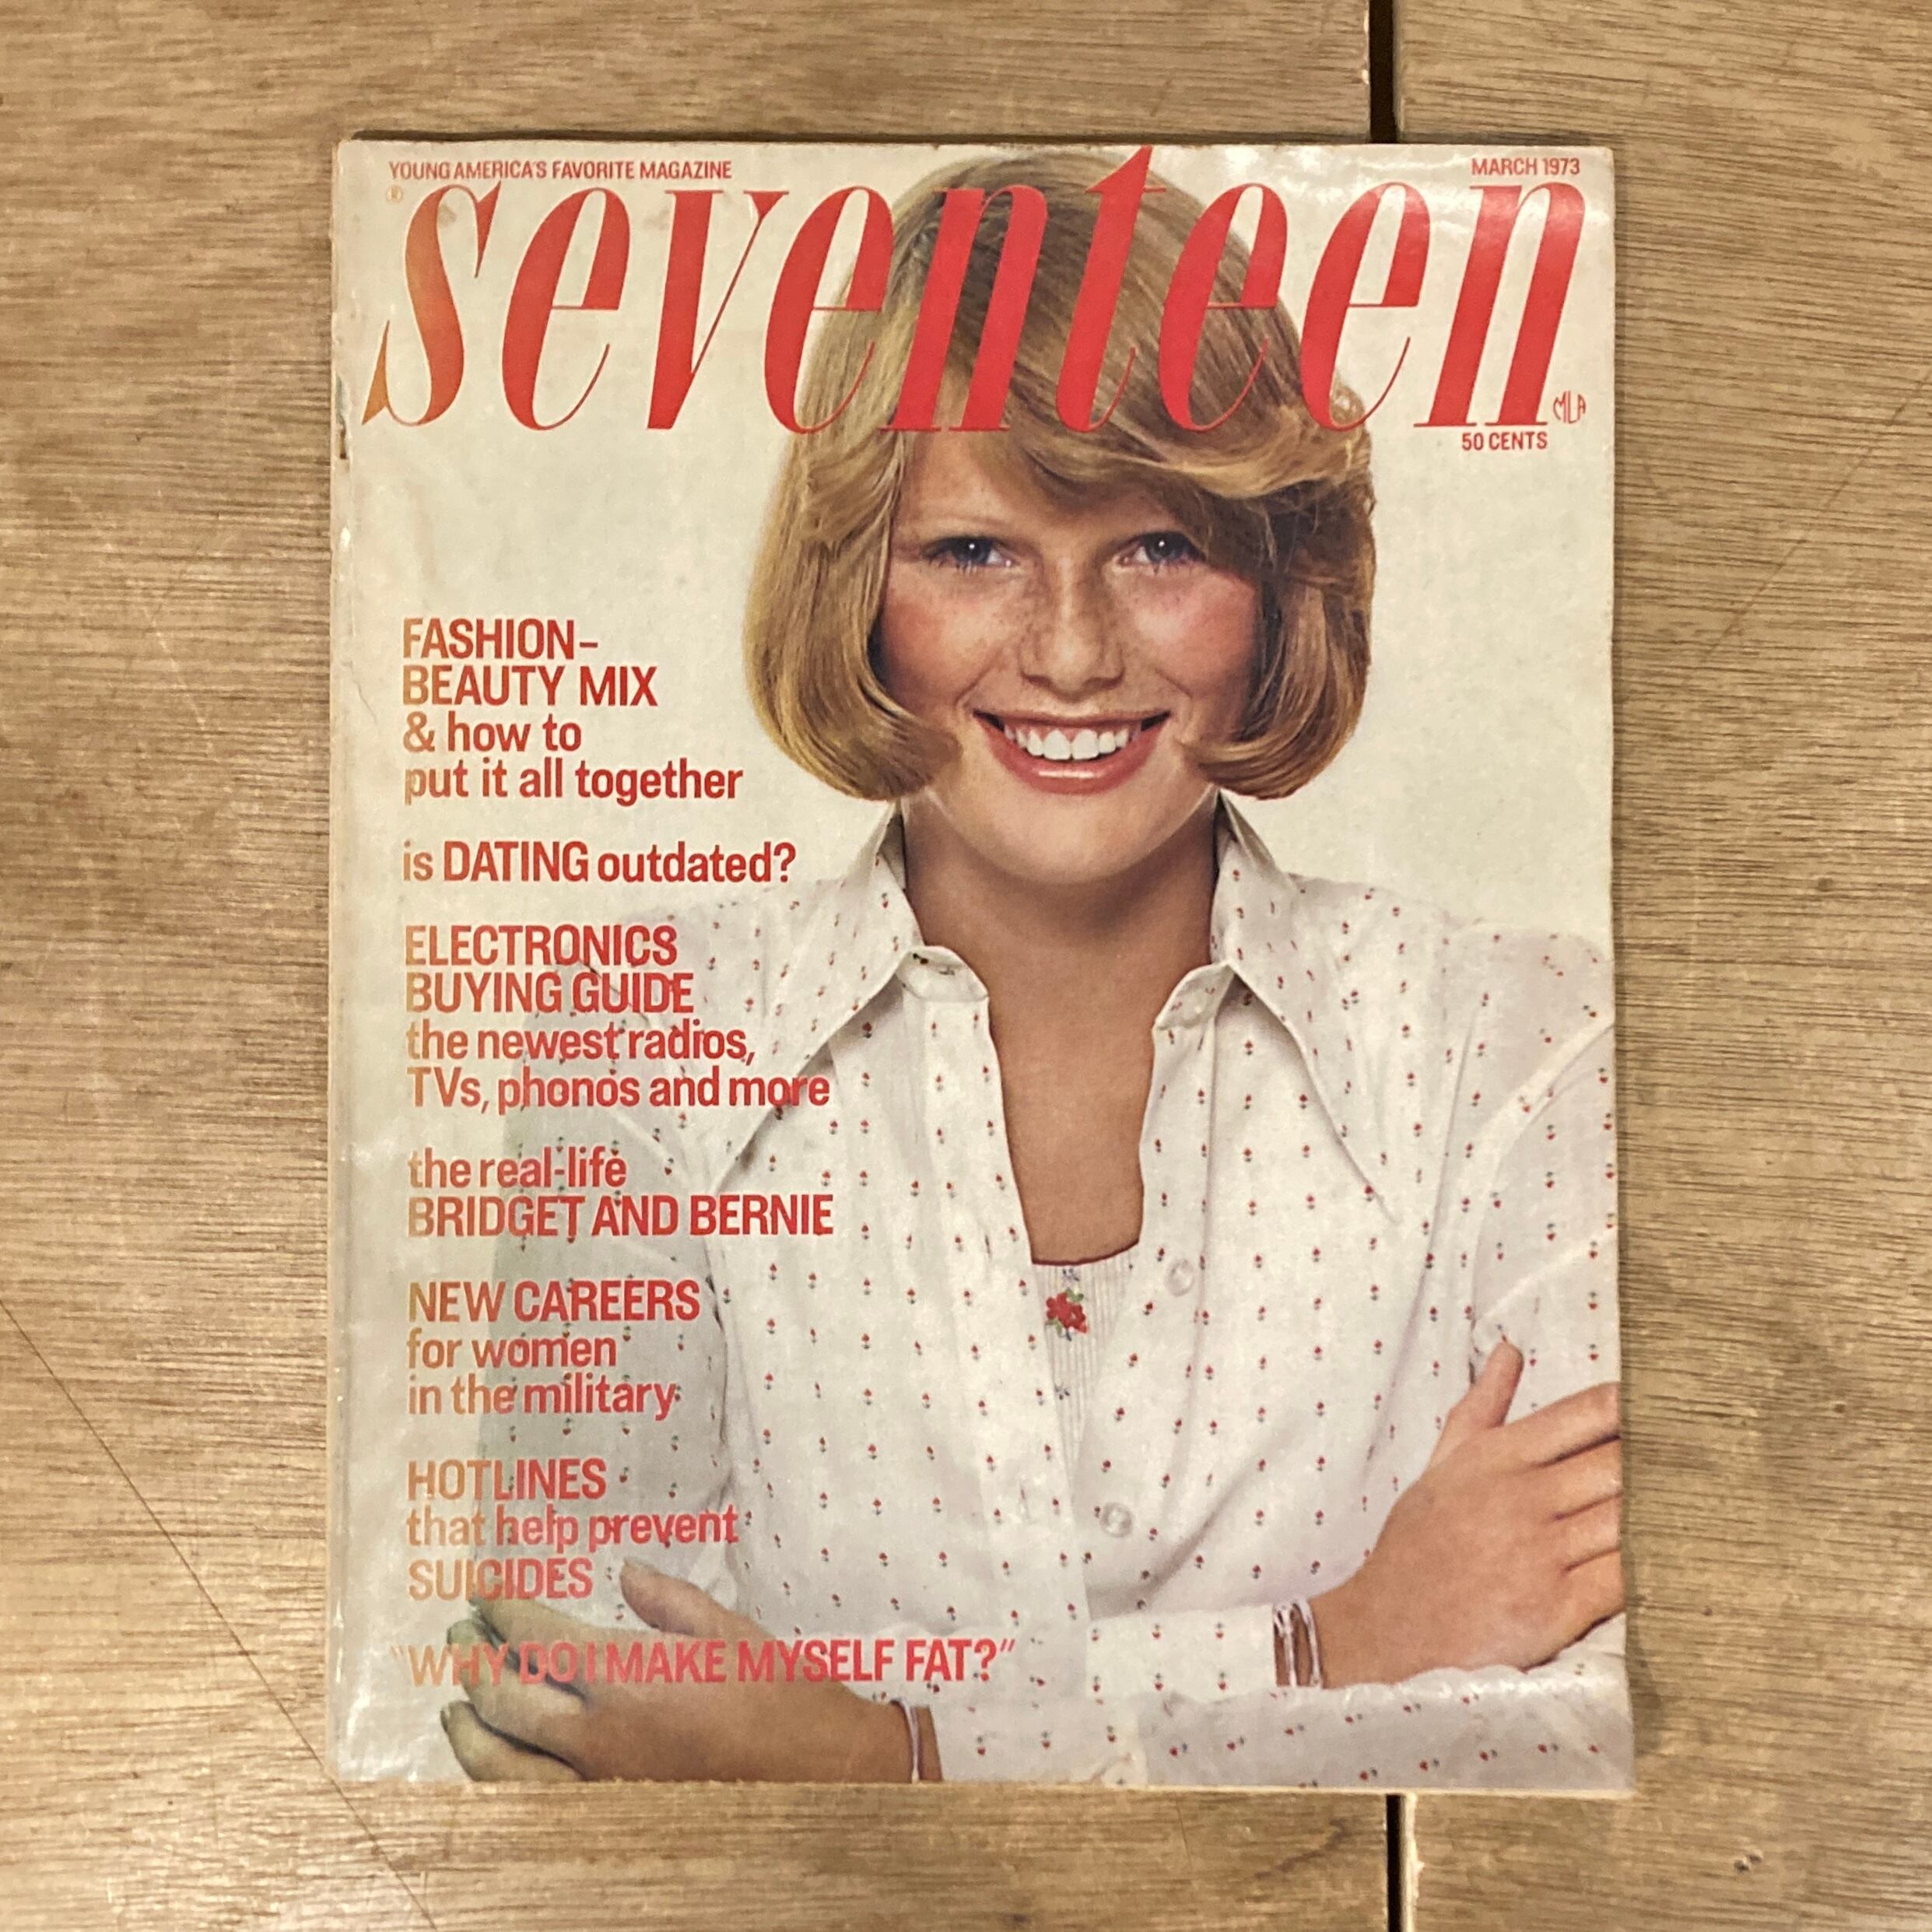 YOUNG AMERICA'S FAVORITE MAGAZINE
MARCH 1973
®
seventeen
MLA
50 CENTS
FASHION–
BEAUTY MIX
& how to
put it all together
is DATING outdated?
ELECTRONICS
BUYING GUIDE
the newest radios,
TVs, phonos and more
the real-life
BRIDGET AND BERNIE
NEW CAREERS
for women
in the military
HOTLINES
that help prevent
SUICIDES
"WHY DO I MAKE MYSELF FAT?"